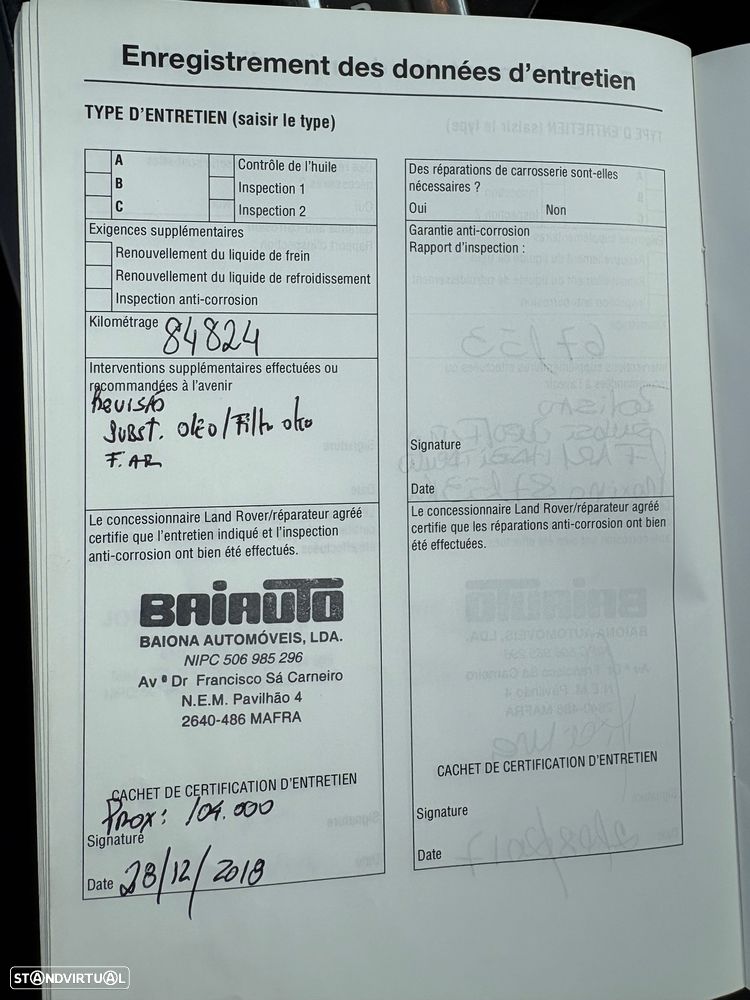 Enregistrement des données d'entretien
TYPE D'ENTRETIEN (saisir le type)
A
B
C
Contrôle de l'huile
Inspection 1
Inspection 2
Exigences supplémentaires
Renouvellement du liquide de frein
Renouvellement du liquide de refroidissement
Inspection anti-corrosion
Kilométrage 84824
Interventions supplémentaires effectuées ou
recommandées à l'avenir
REVISÃO
SUBST. OLEO/FILTRO OLEO
F. AR
Le concessionnaire Land Rover/réparateur agréé
certifie que l'entretien indiqué et l'inspection
anti-corrosion ont bien été effectués.
BAIAUTO
BAIONA AUTOMÓVEIS, LDA.
NIPC 506 985 296
Av ª Dr Francisco Sá Carneiro
N.E.M. Pavilhão 4
2640-486 MAFRA
CACHET DE CERTIFICATION D'ENTRETIEN
PROX: 104.000
Signature
Date 28/12/2018
Des réparations de carrosserie sont-elles
nécessaires ?
Oui Non
Garantie anti-corrosion
Rapport d'inspection :
Signature
Date
Le concessionnaire Land Rover/réparateur agréé
certifie que les réparations anti-corrosion ont bien
été effectuées.
CACHET DE CERTIFICATION D'ENTRETIEN
Signature
Date
STANDVIRTUAL